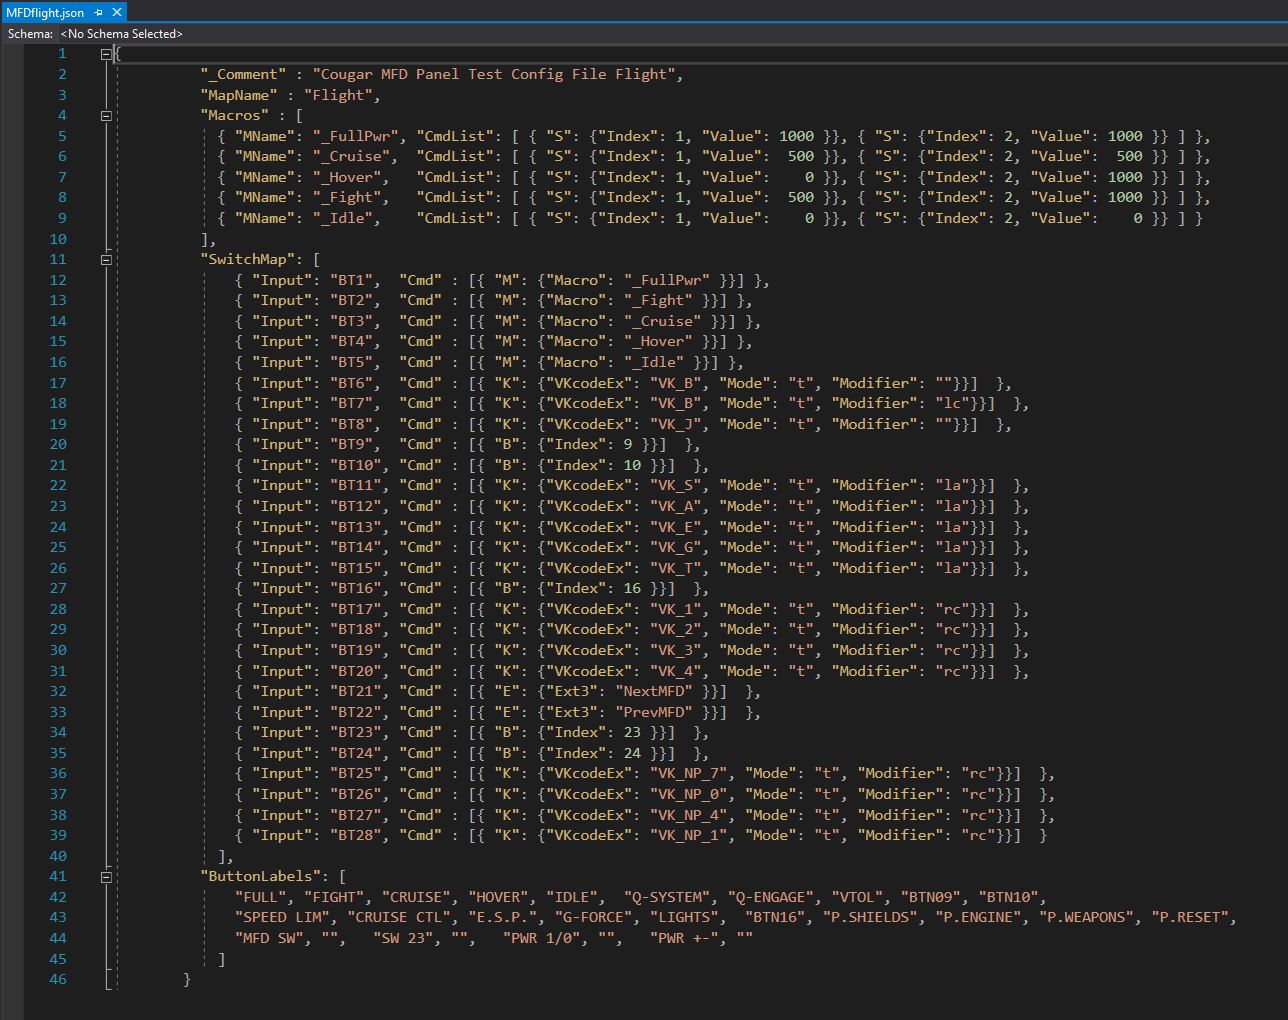 MFDflight.json
Schema: <No Schema Selected>
1 {
2 "_Comment" : "Cougar MFD Panel Test Config File Flight",
3 "MapName" : "Flight",
4 "Macros" : [
5 { "MName": "_FullPwr", "CmdList": [ { "S": {"Index": 1, "Value": 1000 }}, { "S": {"Index": 2, "Value": 1000 }} ] },
6 { "MName": "_Cruise", "CmdList": [ { "S": {"Index": 1, "Value": 500 }}, { "S": {"Index": 2, "Value": 500 }} ] },
7 { "MName": "_Hover", "CmdList": [ { "S": {"Index": 1, "Value": 0 }}, { "S": {"Index": 2, "Value": 1000 }} ] },
8 { "MName": "_Fight", "CmdList": [ { "S": {"Index": 1, "Value": 500 }}, { "S": {"Index": 2, "Value": 1000 }} ] },
9 { "MName": "_Idle", "CmdList": [ { "S": {"Index": 1, "Value": 0 }}, { "S": {"Index": 2, "Value": 0 }} ] }
10 ],
11 "SwitchMap": [
12 { "Input": "BT1", "Cmd" : [{ "M": {"Macro": "_FullPwr" }}] },
13 { "Input": "BT2", "Cmd" : [{ "M": {"Macro": "_Fight" }}] },
14 { "Input": "BT3", "Cmd" : [{ "M": {"Macro": "_Cruise" }}] },
15 { "Input": "BT4", "Cmd" : [{ "M": {"Macro": "_Hover" }}] },
16 { "Input": "BT5", "Cmd" : [{ "M": {"Macro": "_Idle" }}] },
17 { "Input": "BT6", "Cmd" : [{ "K": {"VKcodeEx": "VK_B", "Mode": "t", "Modifier": ""}}] },
18 { "Input": "BT7", "Cmd" : [{ "K": {"VKcodeEx": "VK_B", "Mode": "t", "Modifier": "lc"}}] },
19 { "Input": "BT8", "Cmd" : [{ "K": {"VKcodeEx": "VK_J", "Mode": "t", "Modifier": ""}}] },
20 { "Input": "BT9", "Cmd" : [{ "B": {"Index": 9 }}] },
21 { "Input": "BT10", "Cmd" : [{ "B": {"Index": 10 }}] },
22 { "Input": "BT11", "Cmd" : [{ "K": {"VKcodeEx": "VK_S", "Mode": "t", "Modifier": "la"}}] },
23 { "Input": "BT12", "Cmd" : [{ "K": {"VKcodeEx": "VK_A", "Mode": "t", "Modifier": "la"}}] },
24 { "Input": "BT13", "Cmd" : [{ "K": {"VKcodeEx": "VK_E", "Mode": "t", "Modifier": "la"}}] },
25 { "Input": "BT14", "Cmd" : [{ "K": {"VKcodeEx": "VK_G", "Mode": "t", "Modifier": "la"}}] },
26 { "Input": "BT15", "Cmd" : [{ "K": {"VKcodeEx": "VK_T", "Mode": "t", "Modifier": "la"}}] },
27 { "Input": "BT16", "Cmd" : [{ "B": {"Index": 16 }}] },
28 { "Input": "BT17", "Cmd" : [{ "K": {"VKcodeEx": "VK_1", "Mode": "t", "Modifier": "rc"}}] },
29 { "Input": "BT18", "Cmd" : [{ "K": {"VKcodeEx": "VK_2", "Mode": "t", "Modifier": "rc"}}] },
30 { "Input": "BT19", "Cmd" : [{ "K": {"VKcodeEx": "VK_3", "Mode": "t", "Modifier": "rc"}}] },
31 { "Input": "BT20", "Cmd" : [{ "K": {"VKcodeEx": "VK_4", "Mode": "t", "Modifier": "rc"}}] },
32 { "Input": "BT21", "Cmd" : [{ "E": {"Ext3": "NextMFD" }}] },
33 { "Input": "BT22", "Cmd" : [{ "E": {"Ext3": "PrevMFD" }}] },
34 { "Input": "BT23", "Cmd" : [{ "B": {"Index": 23 }}] },
35 { "Input": "BT24", "Cmd" : [{ "B": {"Index": 24 }}] },
36 { "Input": "BT25", "Cmd" : [{ "K": {"VKcodeEx": "VK_NP_7", "Mode": "t", "Modifier": "rc"}}] },
37 { "Input": "BT26", "Cmd" : [{ "K": {"VKcodeEx": "VK_NP_0", "Mode": "t", "Modifier": "rc"}}] },
38 { "Input": "BT27", "Cmd" : [{ "K": {"VKcodeEx": "VK_NP_4", "Mode": "t", "Modifier": "rc"}}] },
39 { "Input": "BT28", "Cmd" : [{ "K": {"VKcodeEx": "VK_NP_1", "Mode": "t", "Modifier": "rc"}}] }
40 ],
41 "ButtonLabels": [
42 "FULL", "FIGHT", "CRUISE", "HOVER", "IDLE", "Q-SYSTEM", "Q-ENGAGE", "VTOL", "BTN09", "BTN10",
43 "SPEED LIM", "CRUISE CTL", "E.S.P.", "G-FORCE", "LIGHTS", "BTN16", "P.SHIELDS", "P.ENGINE", "P.WEAPONS", "P.RESET",
44 "MFD SW", "", "SW 23", "", "PWR 1/0", "", "PWR +-", ""
45 ]
46 }